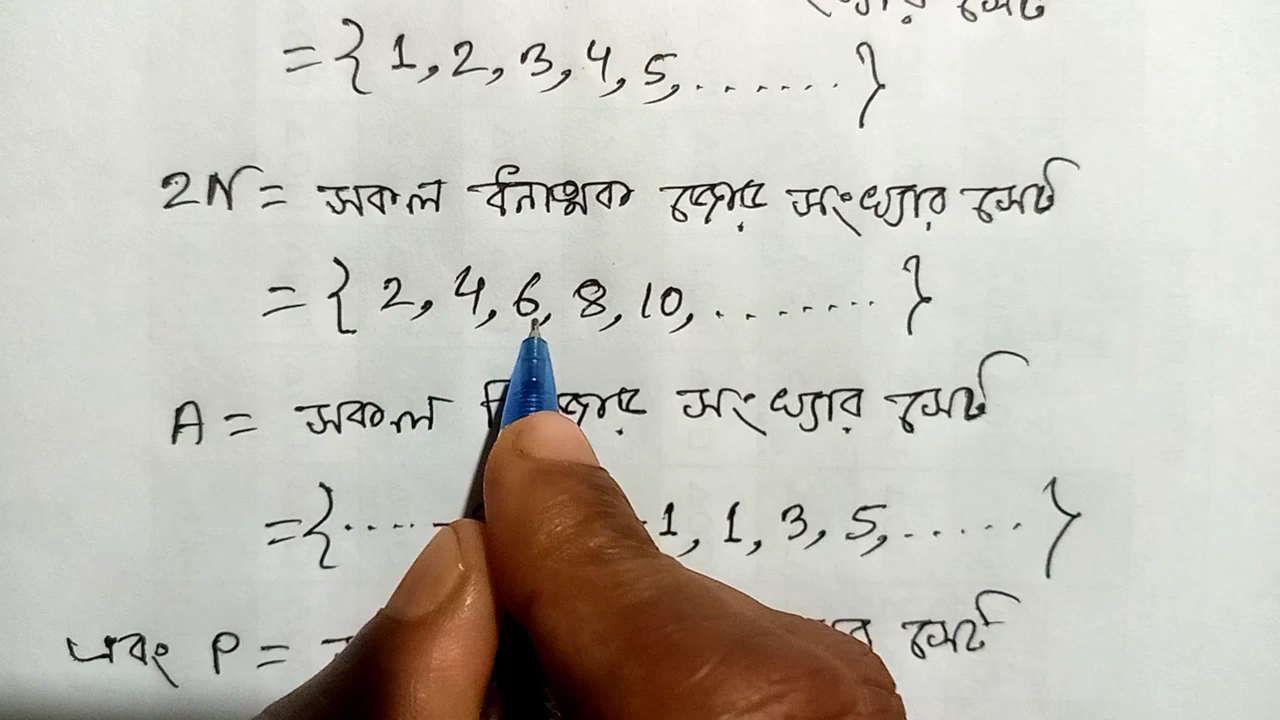 সেট
={1,2,3,4,5,.......}
2N= সকল ধনাত্মক জোড় সংখ্যার সেট
={2,4,6,8,10,........}
A= সকল সংখ্যার সেট
={.... 1,1,3,5,.....}
এবং P= সেট